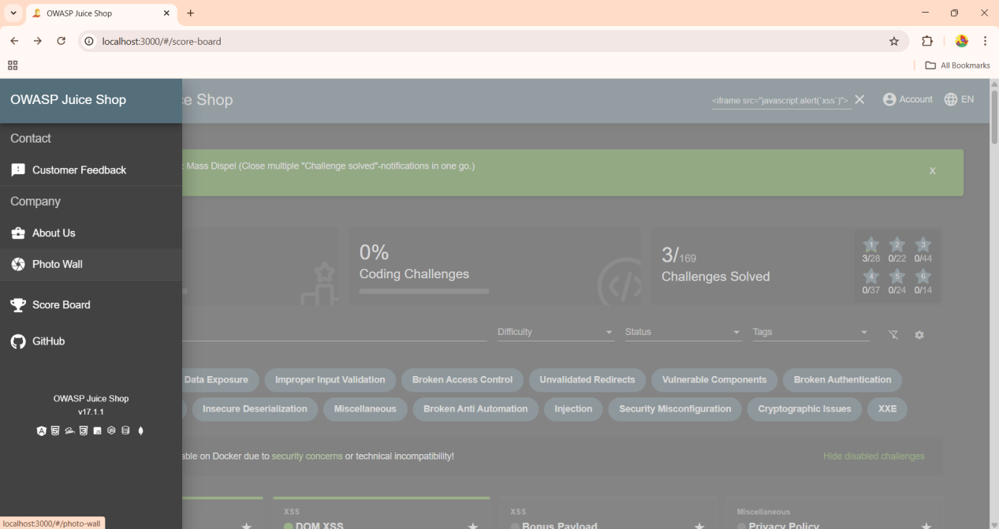 OWASP Juice Shop
localhost:3000/#/score-board
All Bookmarks
OWASP Juice Shop
e Shop
<iframe src="javascript:alert(`xss`)">
Account
EN
Contact
Customer Feedback
: Mass Dispel (Close multiple "Challenge solved"-notifications in one go.)
X
Company
About Us
Photo Wall
Score Board
GitHub
OWASP Juice Shop
v17.1.1
0%
Coding Challenges
3/169
Challenges Solved
1 2 3
3/28 0/22 0/44
4 5 6
0/37 0/24 0/14
Difficulty
Status
Tags
Data Exposure
Improper Input Validation
Broken Access Control
Unvalidated Redirects
Vulnerable Components
Broken Authentication
Insecure Deserialization
Miscellaneous
Broken Anti Automation
Injection
Security Misconfiguration
Cryptographic Issues
XXE
able on Docker due to security concerns or technical incompatibility!
Hide disabled challenges
XSS
DOM XSS
XSS
Bonus Payload
Miscellaneous
Privacy Policy
localhost:3000/#/photo-wall